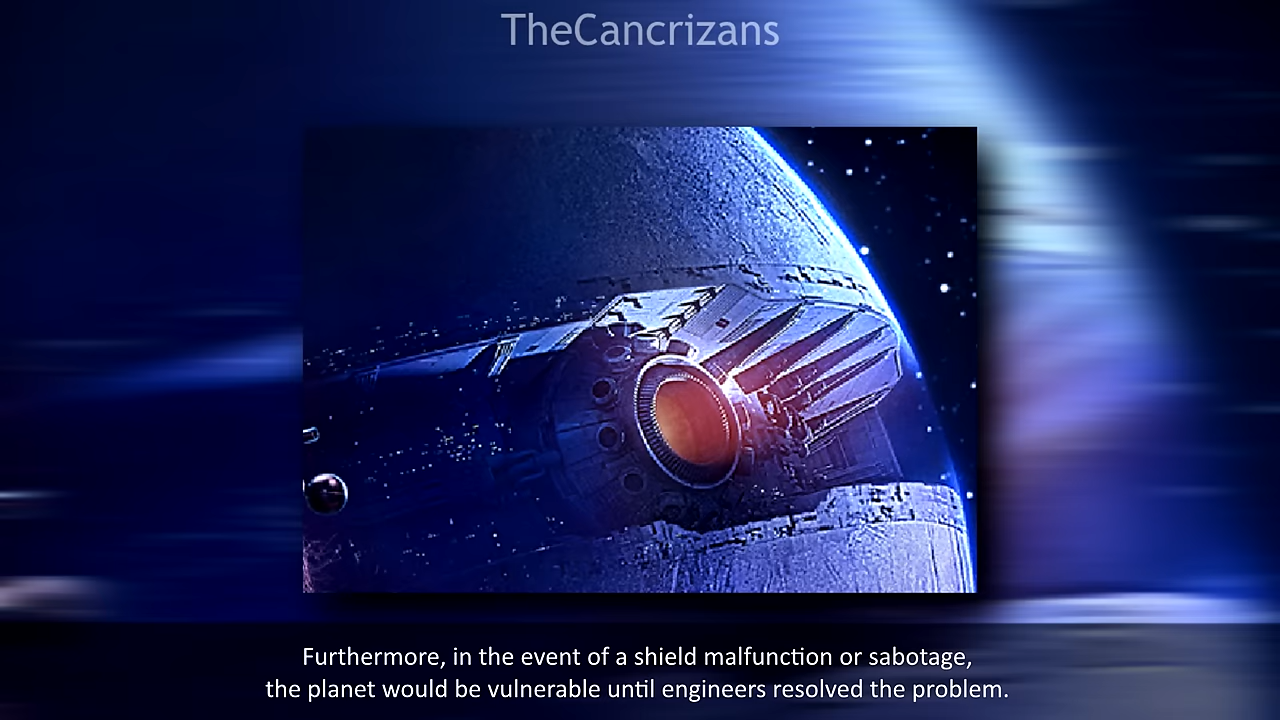 TheCancrizans
Furthermore, in the event of a shield malfunction or sabotage,
the planet would be vulnerable until engineers resolved the problem.